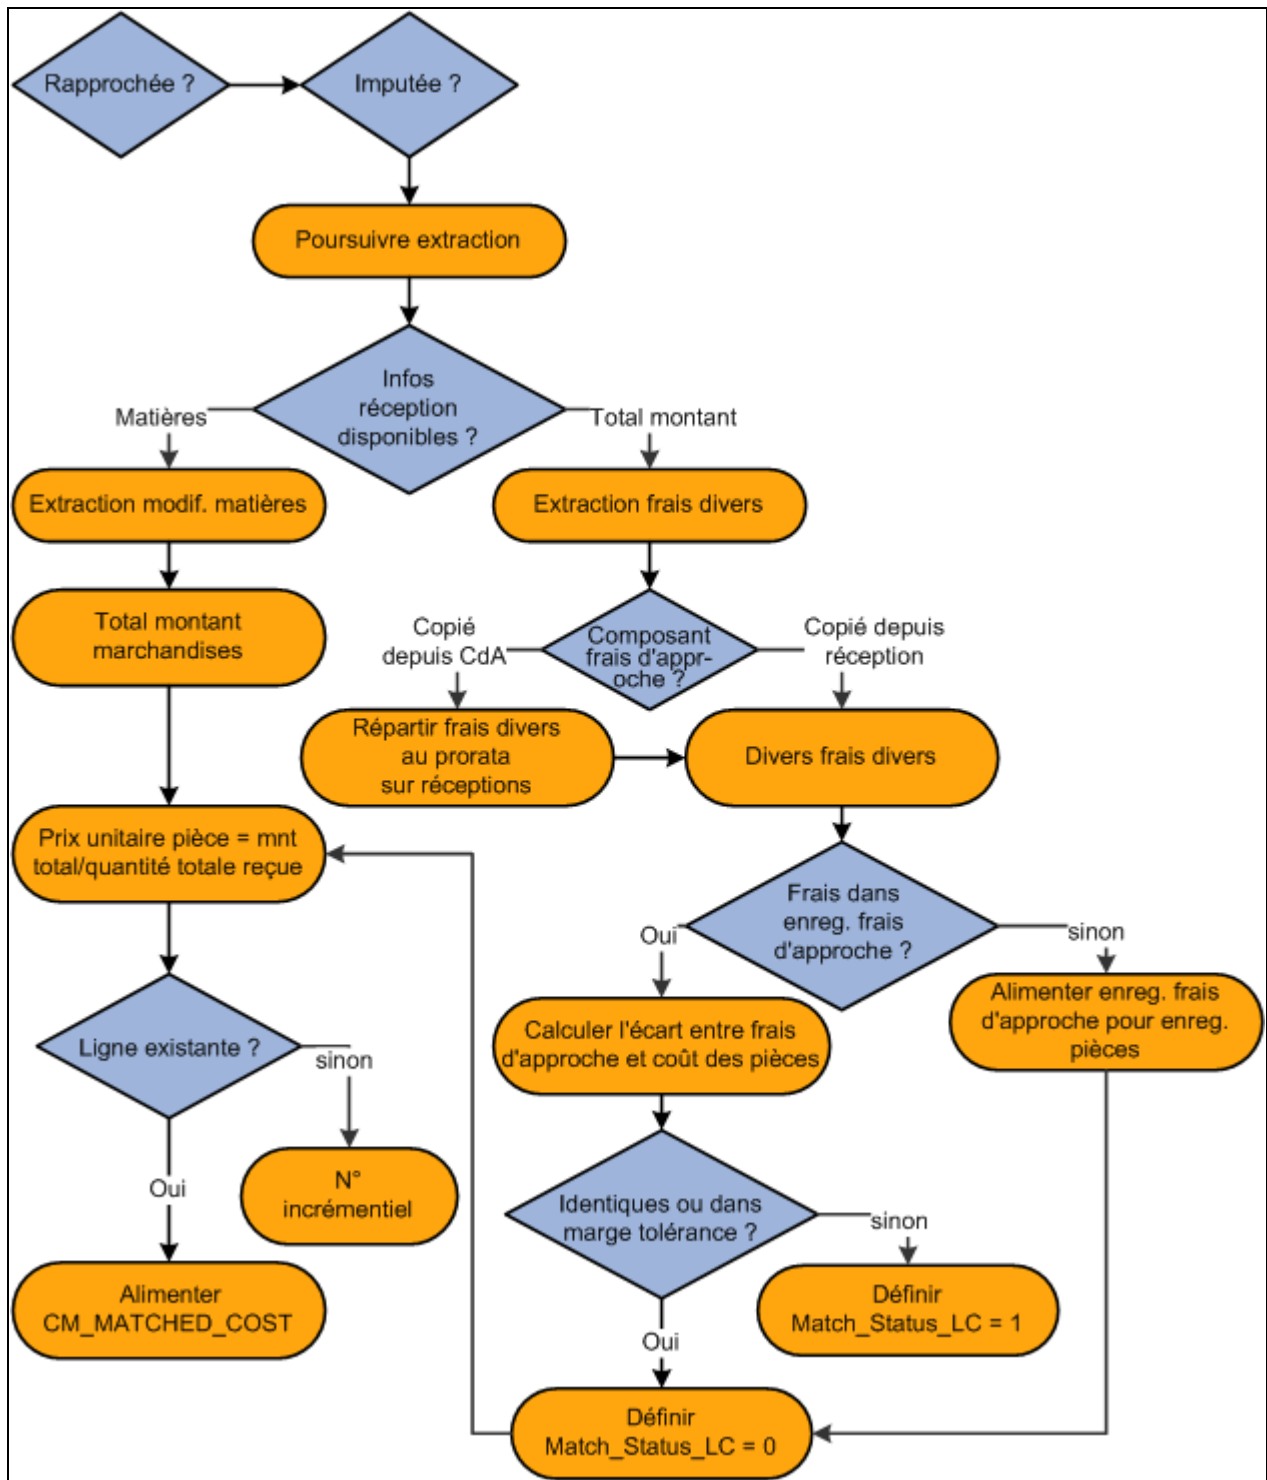 Rapprochée ?
Imputée ?
Poursuivre extraction
Infos
réception
disponibles ?
Matières
Total montant
Extraction modif. matières
Extraction frais divers
Total montant
marchandises
Copié
depuis CdA
Composant
frais d'appr-
oche ?
Copié depuis
réception
Répartir frais divers
au prorata
sur réceptions
Divers frais divers
Prix unitaire pièce = mnt
total/quantité totale reçue
Frais dans
enreg. frais
d'approche ?
Oui
sinon
Calculer l'écart entre frais
d'approche et coût des pièces
Alimenter enreg. frais
d'approche pour enreg.
pièces
Ligne existante ?
sinon
Oui
N°
incrémentiel
Identiques ou dans
marge tolérance ?
sinon
Alimenter
CM_MATCHED_COST
Définir
Match_Status_LC = 1
Oui
Définir
Match_Status_LC = 0